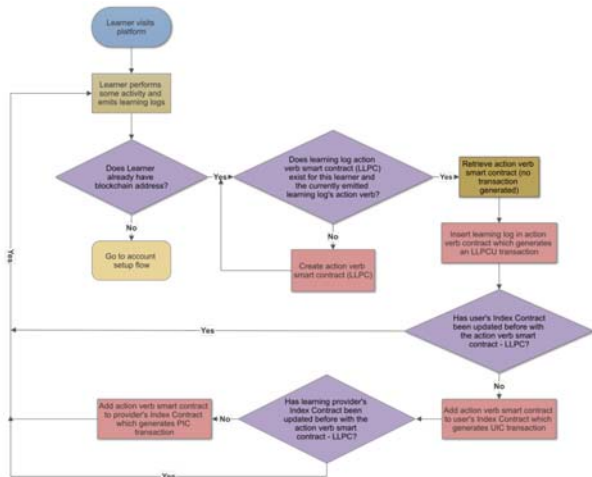 Learner visits
platform
Learner performs
some activity and
emits learning logs
Does Learner
already have
blockchain address?
Yes
Does learning log action
verb smart contract (LLPC)
exist for this learner and
the currently emitted
learning log's action verb?
Yes
Retrieve action verb
smart contract (no
transaction
generated)
No
No
Go to account
setup flow
Create action verb
smart contract (LLPC)
Insert learning log in action
verb contract which generates
an LLPCU transaction
Yes
Has user's Index Contract
been updated before with
the action verb smart
contract - LLPC?
Yes
No
Add action verb smart contract
to provider's Index Contract
which generates PIC
transaction
No
Has learning provider's
Index Contract been
updated before with the
action verb smart
contract - LLPC?
Add action verb smart contract
to user's Index Contract which
generates UIC transaction
Yes